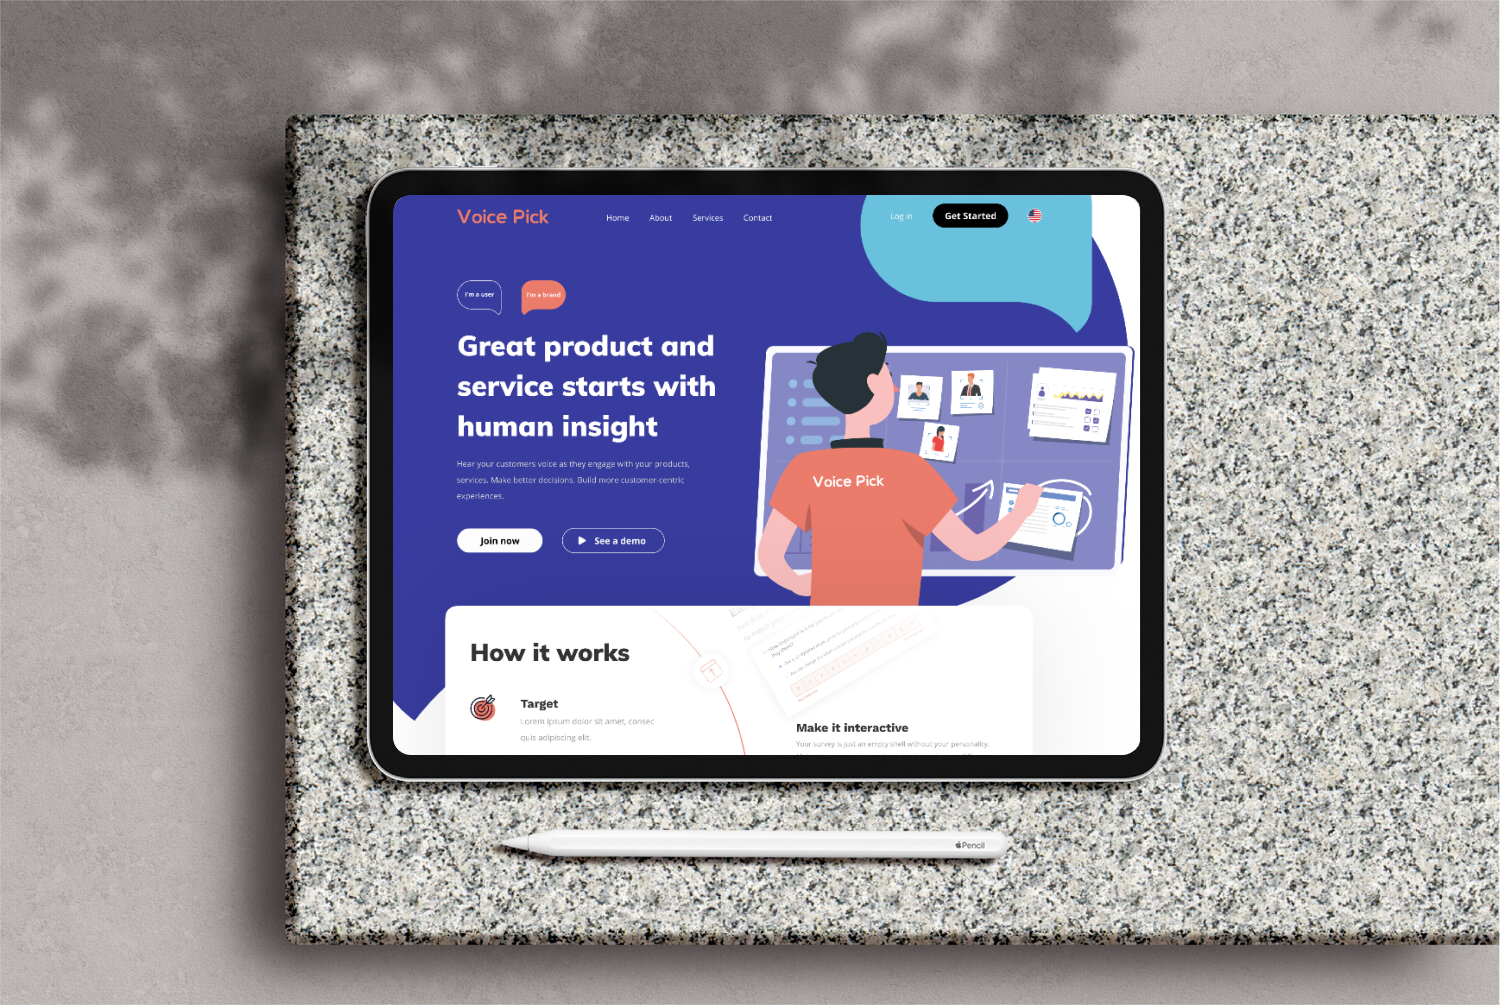 Voice Pick
Home
About
Services
Contact
Log in
Get Started
I'm a user
I'm a brand
Great product and
service starts with
human insight
Hear your customers voice as they engage with your products,
services. Make better decisions. Build more customer-centric
experiences.
Join now
See a demo
Voice Pick
How it works
Target
Lorem ipsum dolor sit amet, consec
quis adipiscing elit.
Make it interactive
Your survey is just an empty shell without your personality.
Pencil